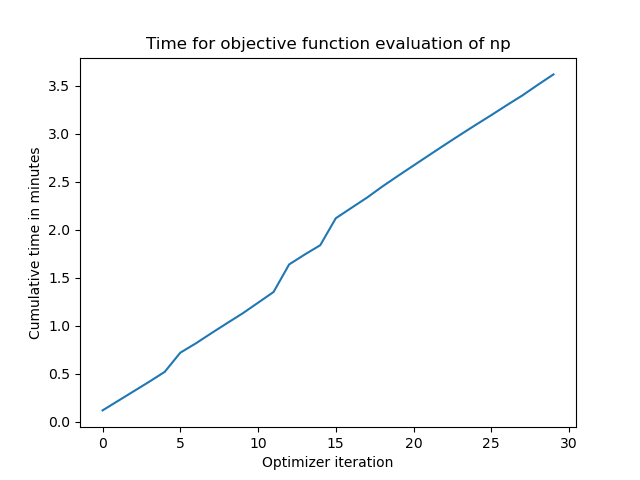 Time for objective function evaluation of np
Cumulative time in minutes
3.5
3.0
2.5
2.0
1.5
1.0
0.5
0.0
0 5 10 15 20 25 30
Optimizer iteration